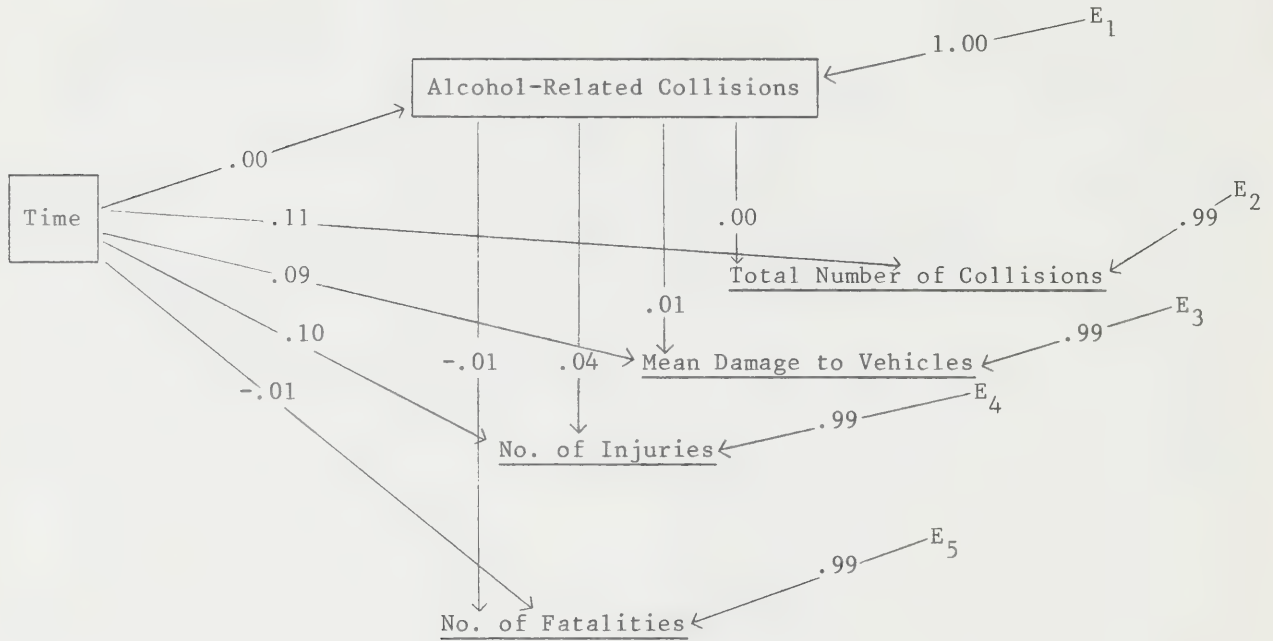 E1
1.00
Alcohol-Related Collisions
.00
Time
.11
.00
.99
E2
.09
Total Number of Collisions
.01
.99
E3
.10
-.01
.04
Mean Damage to Vehicles
-.01
E4
.99
No. of Injuries
E5
.99
No. of Fatalities